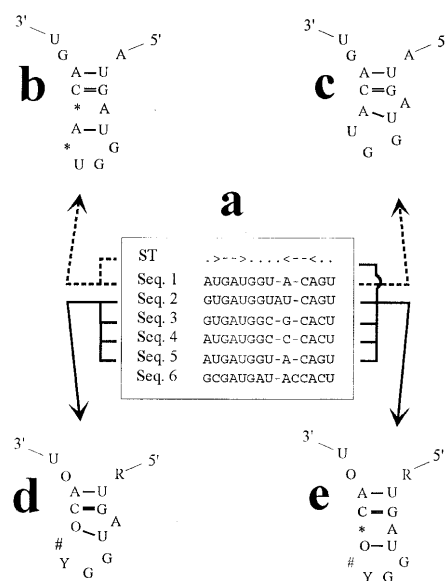 3' U A 5'
G
A U
C = G
* A
A U
* G
U G G
b
3' U A 5'
G
A U
C = G
A A
U U
G G
c
a
ST .>-->....<--<..
Seq. 1 AUGAUGGU-A-CAGU
Seq. 2 GUGAUGGUAU-CAGU
Seq. 3 GUGAUGGC-G-CACU
Seq. 4 AUGAUGGC-C-CACU
Seq. 5 AUGAUGGU-A-CAGU
Seq. 6 GCGAUGAU-ACCACU
3' U R 5'
O
A U
C G
O A
# U
Y G
G
d
3' U R 5'
O
A U
C = G
* A
O U
# G
Y G G
e